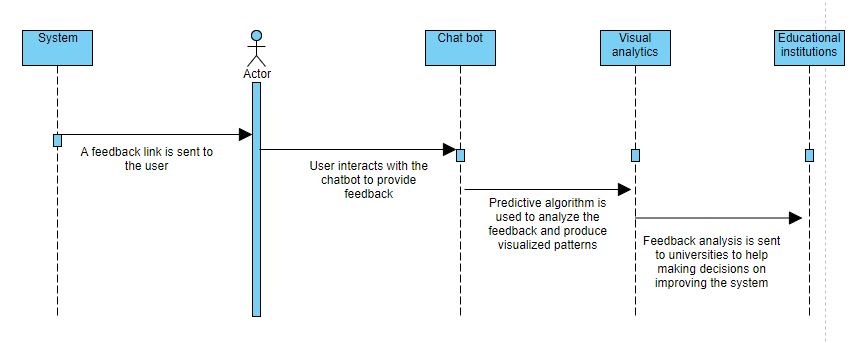 System
Actor
Chat bot
Visual
analytics
Educational
institutions
A feedback link is sent to
the user
User interacts with the
chatbot to provide
feedback
Predictive algorithm is
used to analyze the
feedback and produce
visualized patterns
Feedback analysis is sent
to universities to help
making decisions on
improving the system